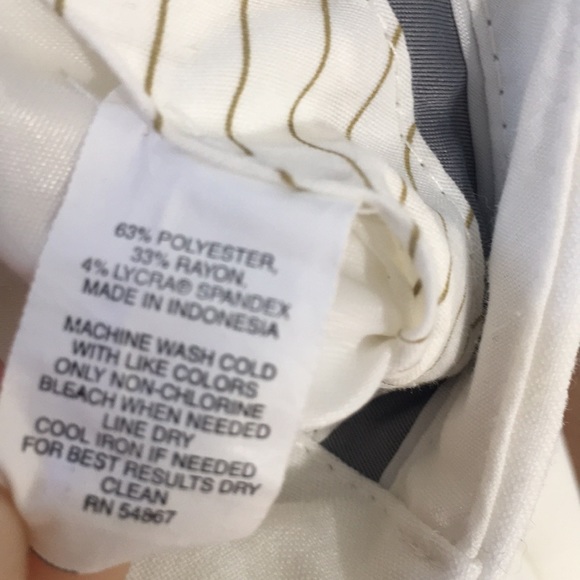 63% POLYESTER,
33% RAYON,
4% LYCRA® SPANDEX
MADE IN INDONESIA
MACHINE WASH COLD
WITH LIKE COLORS
ONLY NON-CHLORINE
BLEACH WHEN NEEDED
LINE DRY
COOL IRON IF NEEDED
FOR BEST RESULTS DRY
CLEAN
RN 54867